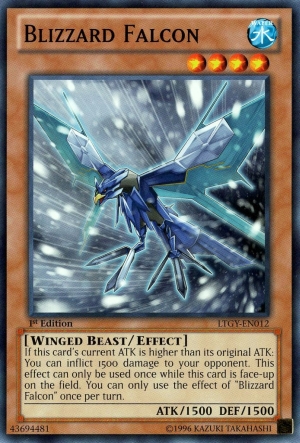 BLIZZARD FALCON
WATER
水
1st Edition
LTGY-EN012
[WINGED BEAST/EFFECT]
If this card's current ATK is higher than its original ATK:
You can inflict 1500 damage to your opponent. This
effect can only be used once while this card is face-up
on the field. You can only use the effect of "Blizzard
Falcon" once per turn.
ATK/1500 DEF/1500
43694481
©1996 KAZUKI TAKAHASHI